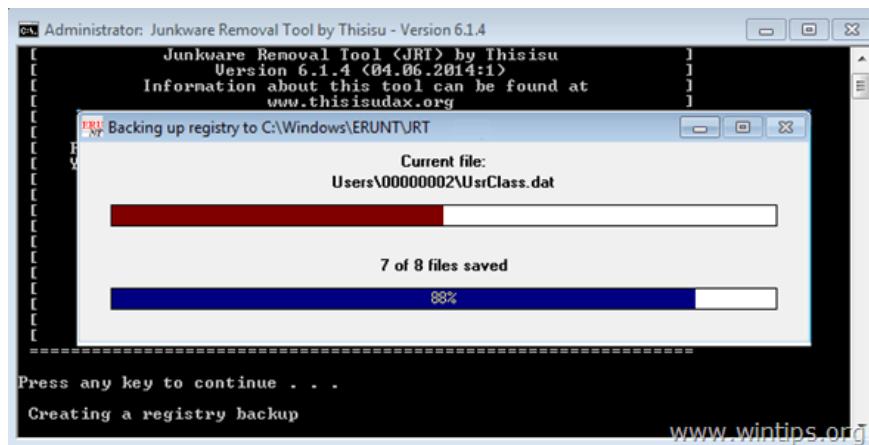 Administrator: Junkware Removal Tool by Thisisu - Version 6.1.4
[ Junkware Removal Tool (JRT) by Thisisu ]
[ Version 6.1.4 (04.06.2014:1) ]
[ Information about this tool can be found at ]
[ www.thisisudax.org ]
ERUNT
Backing up registry to C:\Windows\ERUNT\JRT
Current file:
Users\00000002\UsrClass.dat
7 of 8 files saved
88%
==================================================================
Press any key to continue . . .
Creating a registry backup
www.wintips.org